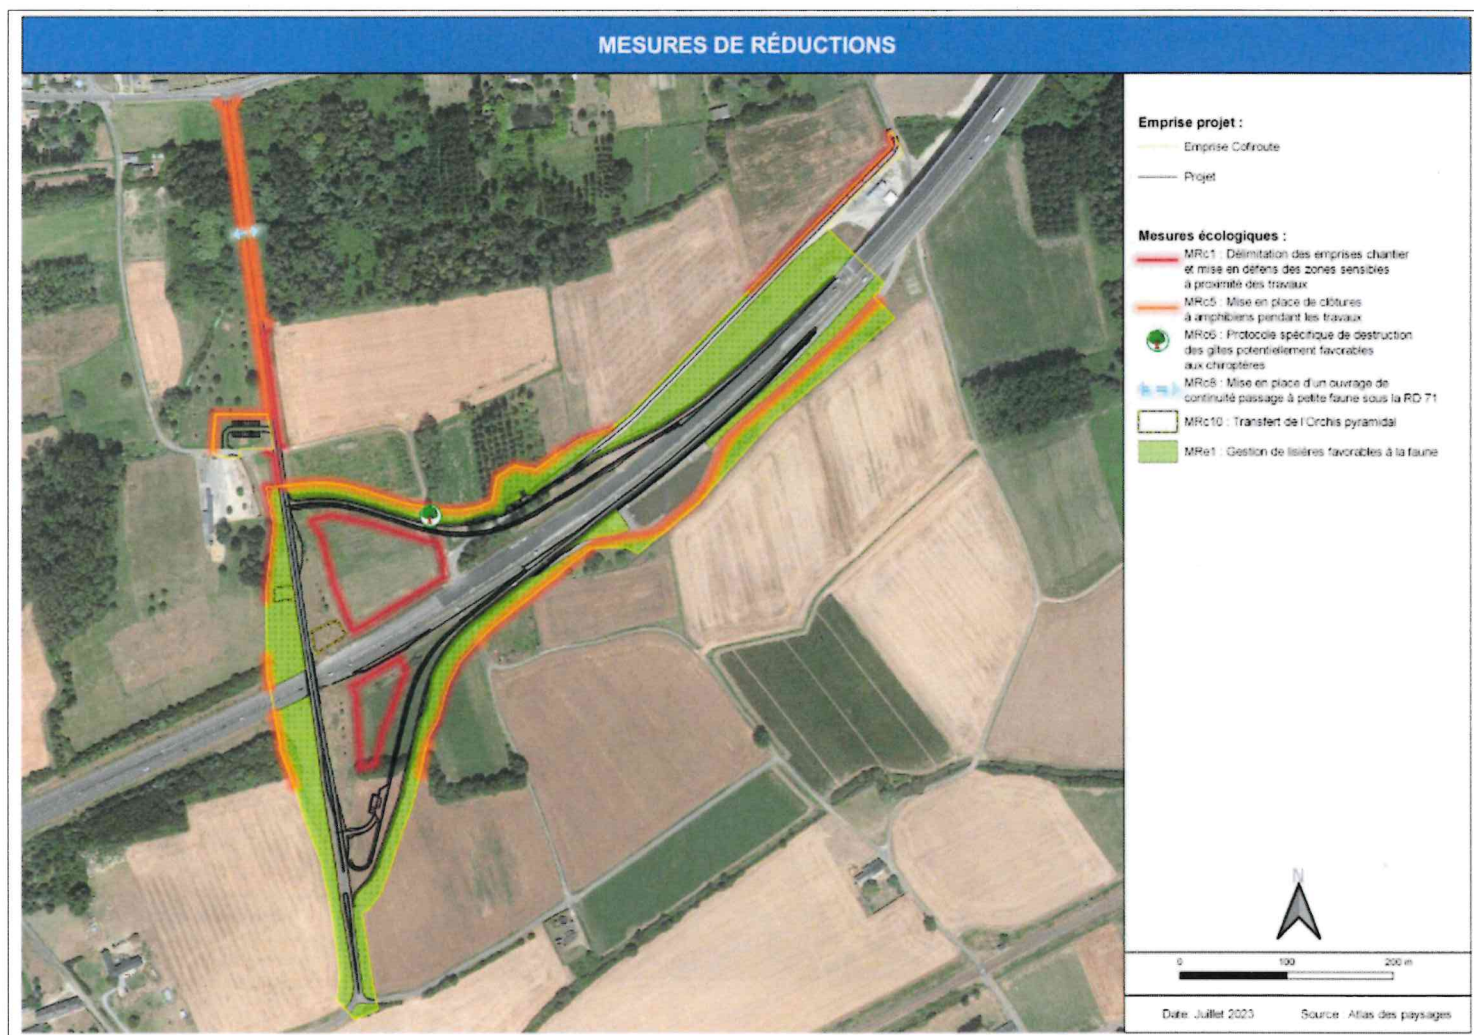 MESURES DE RÉDUCTIONS
Emprise projet :
Emprise Cofiroute
Projet
Mesures écologiques :
MRc1 : Délimitation des emprises chantier
et mise en défens des zones sensibles
à proximité des travaux
MRc5 : Mise en place de clôtures
à amphibiens pendant les travaux
MRc6 : Protocole spécifique de destruction
des gîtes potentiellement favorables
aux chiroptères
MRc8 : Mise en place d'un ouvrage de
continuité passage à petite faune sous la RD 71
MRc10 : Transfert de l'Orchis pyramidal
MRe1 : Gestion de lisières favorables à la faune
N
0 100 200 m
Date Juillet 2023 Source Atlas des paysages